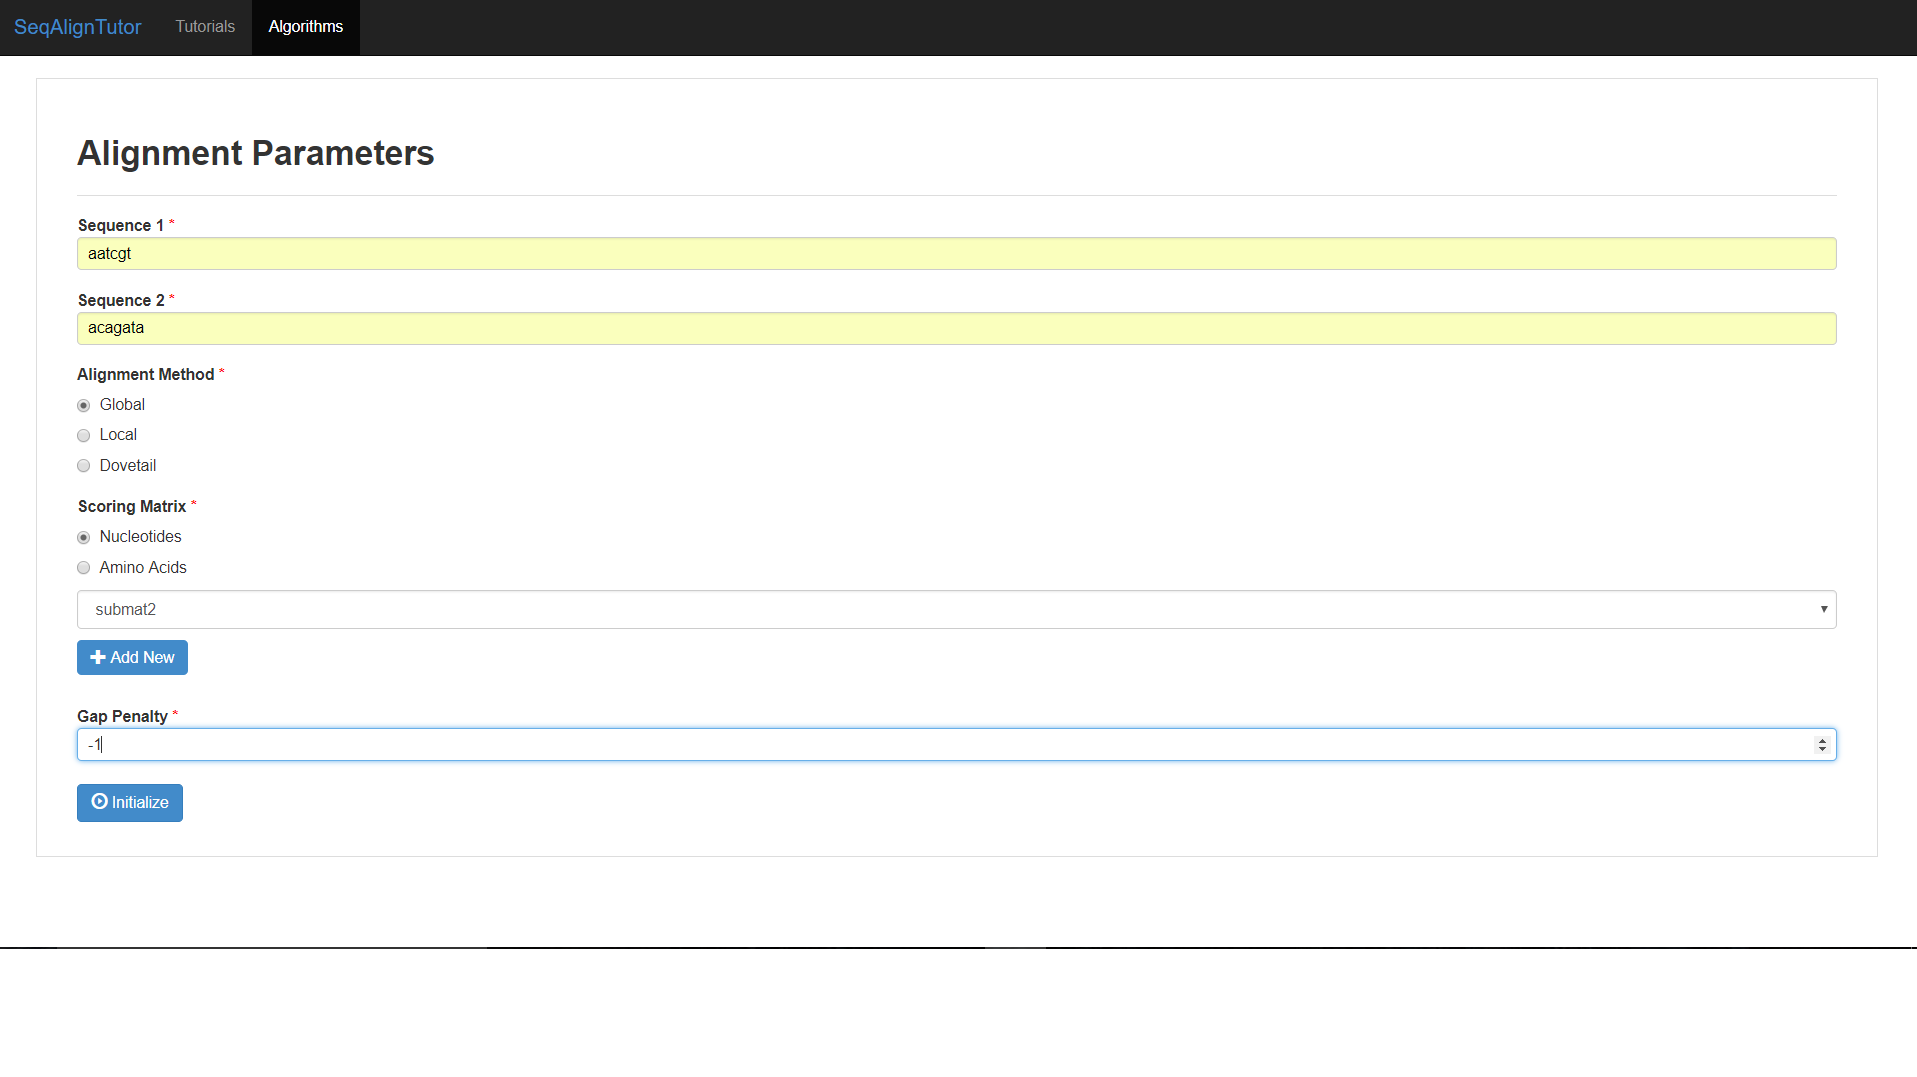 SeqAlignTutor Tutorials Algorithms
Alignment Parameters
Sequence 1 *
aatcgt
Sequence 2 *
acagata
Alignment Method *
Global
Local
Dovetail
Scoring Matrix *
Nucleotides
Amino Acids
submat2
Add New
Gap Penalty *
-1
Initialize